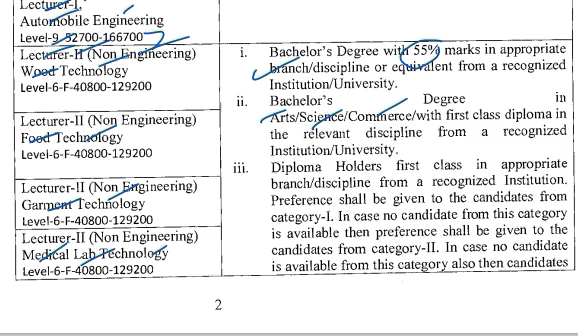 Lecturer-I,
Automobile Engineering
Level-9-52700-166700
Lecturer-II (Non Engineering)
Wood Technology
Level-6-F-40800-129200
Lecturer-II (Non Engineering)
Food Technology
Level-6-F-40800-129200
Lecturer-II (Non Engineering)
Garment Technology
Level-6-F-40800-129200
Lecturer-II (Non Engineering)
Medical Lab Technology
Level-6-F-40800-129200
i. Bachelor's Degree with 55% marks in appropriate
branch/discipline or equivalent from a recognized
Institution/University.
ii. Bachelor's Degree in
Arts/Science/Commerce/with first class diploma in
the relevant discipline from a recognized
Institution/University.
iii. Diploma Holders first class in appropriate
branch/discipline from a recognized Institution.
Preference shall be given to the candidates from
category-I. In case no candidate from this category
is available then preference shall be given to the
candidates from category-II. In case no candidate
is available from this category also then candidates
2